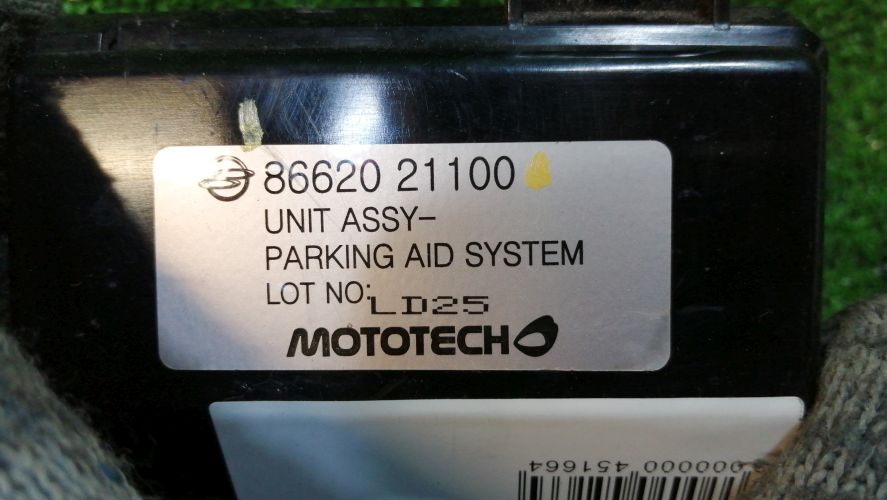 86620 21100
UNIT ASSY-
PARKING AID SYSTEM
LOT NO: LD25
MOTOTECH
000000 451664